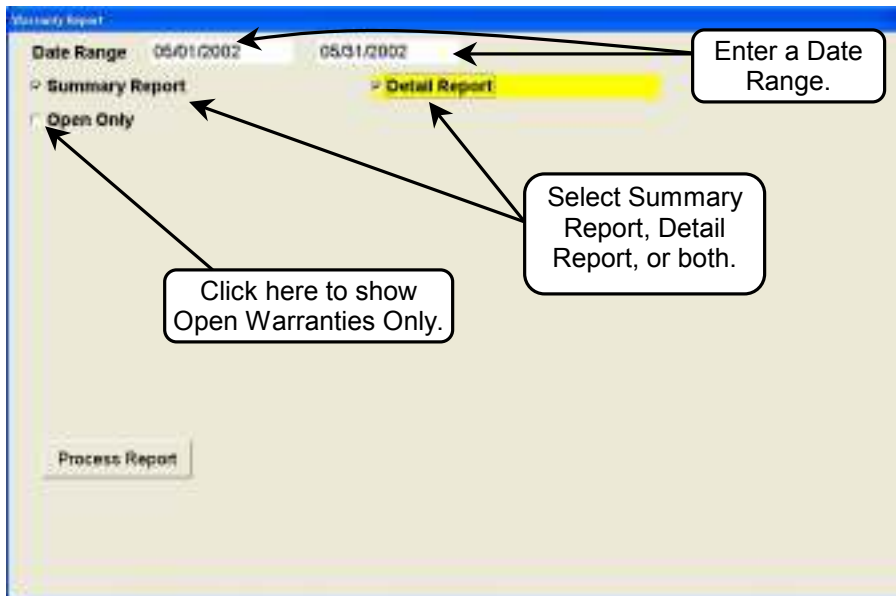 Warranty Report
Date Range 05/01/2002 05/31/2002
Enter a Date
Range.
Summary Report Detail Report
Open Only
Select Summary
Report, Detail
Report, or both.
Click here to show
Open Warranties Only.
Process Report